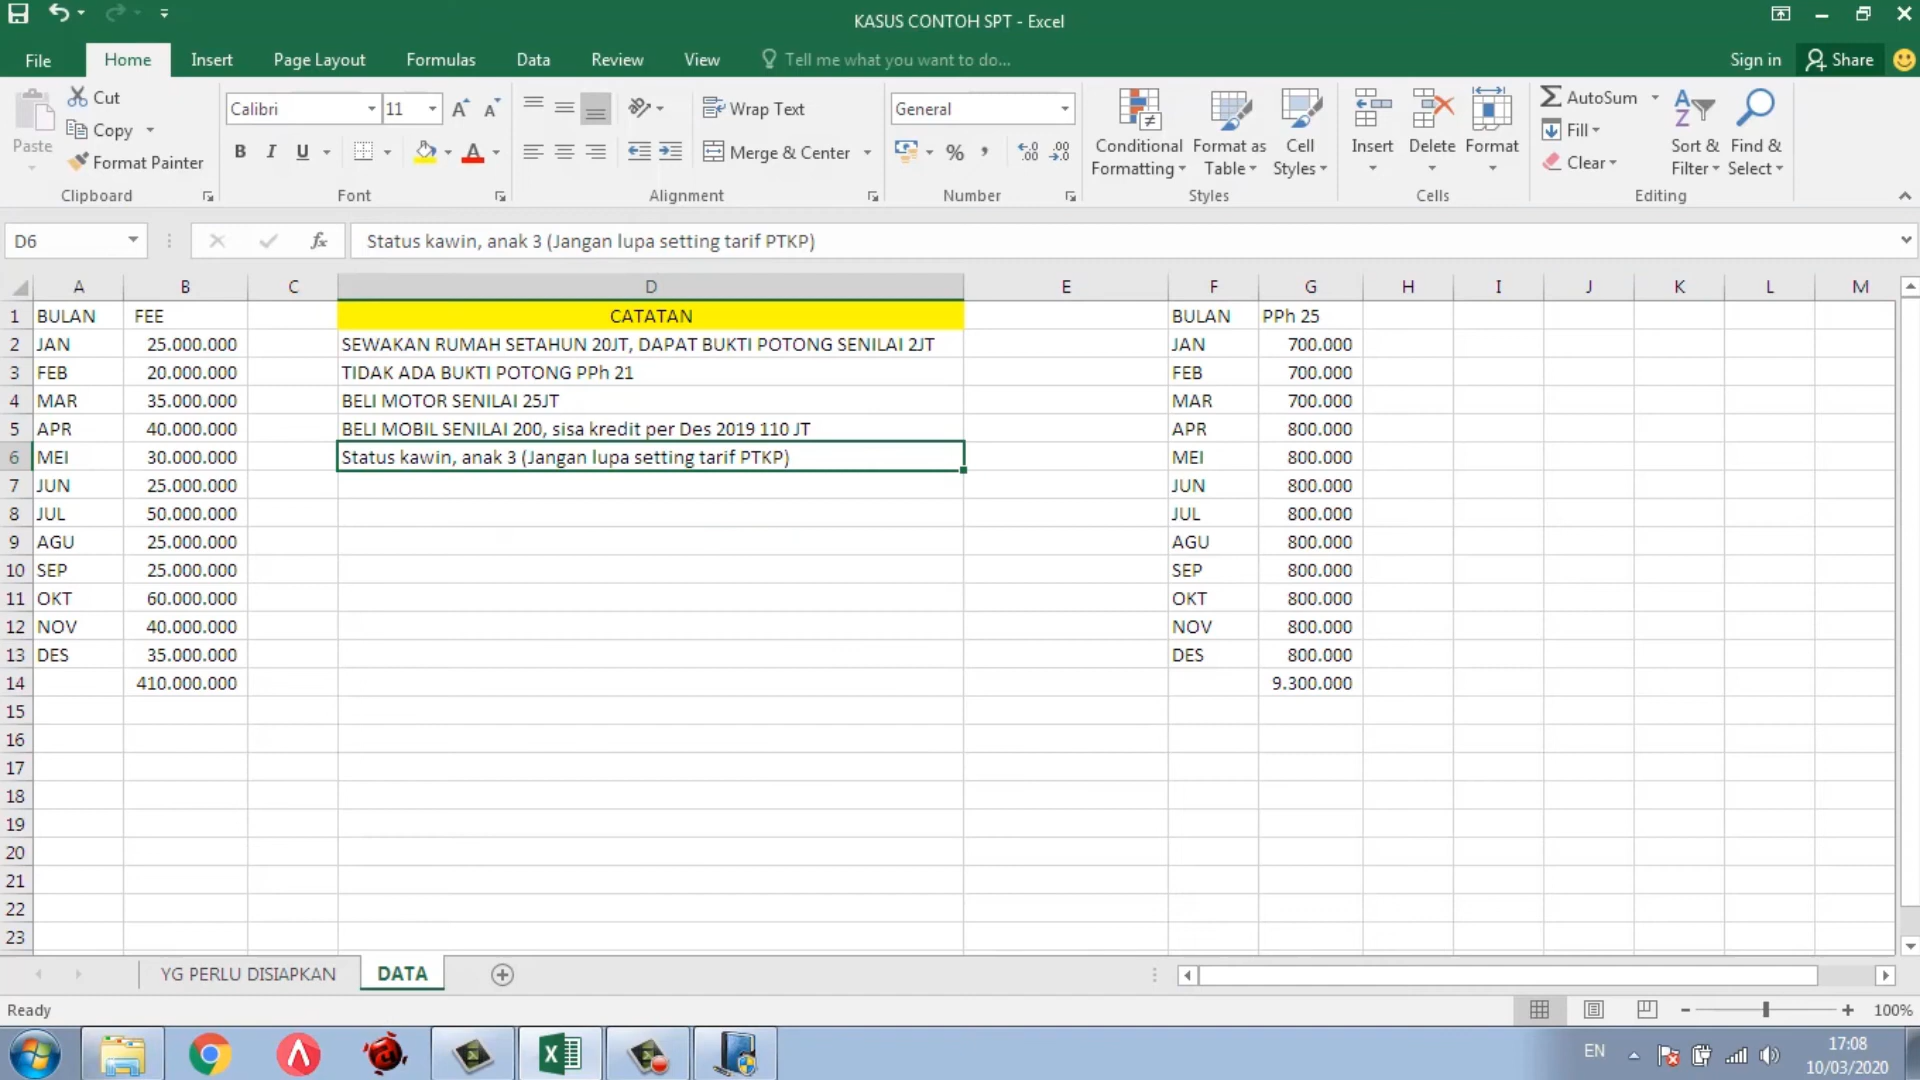 KASUS CONTOH SPT - Excel
File Home Insert Page Layout Formulas Data Review View Tell me what you want to do... Sign in Share
Paste Cut Copy Format Painter Clipboard
Calibri 11 B I U Font
Wrap Text Merge & Center Alignment
General % Number
Conditional Formatting Format as Table Cell Styles Styles
Insert Delete Format Cells
AutoSum Fill Clear Sort & Filter Find & Select Editing
D6 fx Status kawin, anak 3 (Jangan lupa setting tarif PTKP)
A B C D E F G H I J K L M
1 BULAN FEE CATATAN BULAN PPh 25
2 JAN 25.000.000 SEWAKAN RUMAH SETAHUN 20JT, DAPAT BUKTI POTONG SENILAI 2JT JAN 700.000
3 FEB 20.000.000 TIDAK ADA BUKTI POTONG PPh 21 FEB 700.000
4 MAR 35.000.000 BELI MOTOR SENILAI 25JT MAR 700.000
5 APR 40.000.000 BELI MOBIL SENILAI 200, sisa kredit per Des 2019 110 JT APR 800.000
6 MEI 30.000.000 Status kawin, anak 3 (Jangan lupa setting tarif PTKP) MEI 800.000
7 JUN 25.000.000 JUN 800.000
8 JUL 50.000.000 JUL 800.000
9 AGU 25.000.000 AGU 800.000
10 SEP 25.000.000 SEP 800.000
11 OKT 60.000.000 OKT 800.000
12 NOV 40.000.000 NOV 800.000
13 DES 35.000.000 DES 800.000
14 410.000.000 9.300.000
15
16
17
18
19
20
21
22
23
YG PERLU DISIAPKAN DATA
Ready 100%
EN 17:08
10/03/2020